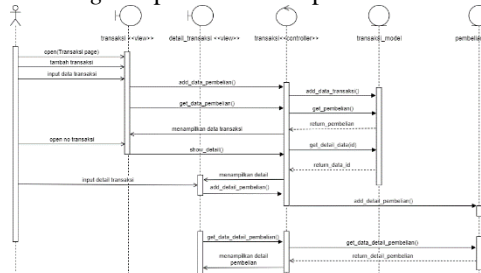 transaksi <<view>>
detail_transaksi <<view>>
transaksi<<controller>>
transaksi_model
open(Transaksi page)
tambah transaksi
input data transaksi
add_data_pembelian()
add_data_transaksi()
get_data_pembelian()
get_pembelian()
return_pembelian
menampilkan data transaksi
open no transaksi
get_detail_data(id)
show_detail()
return_data_id
menampilkan detail
input detail transaksi
add_detail_pembelian()
add_detail_pembelian()
get_data_detail_pembelian()
get_data_detail_pembelian()
menampilkan detail
pembelian
return_detail_pembelian